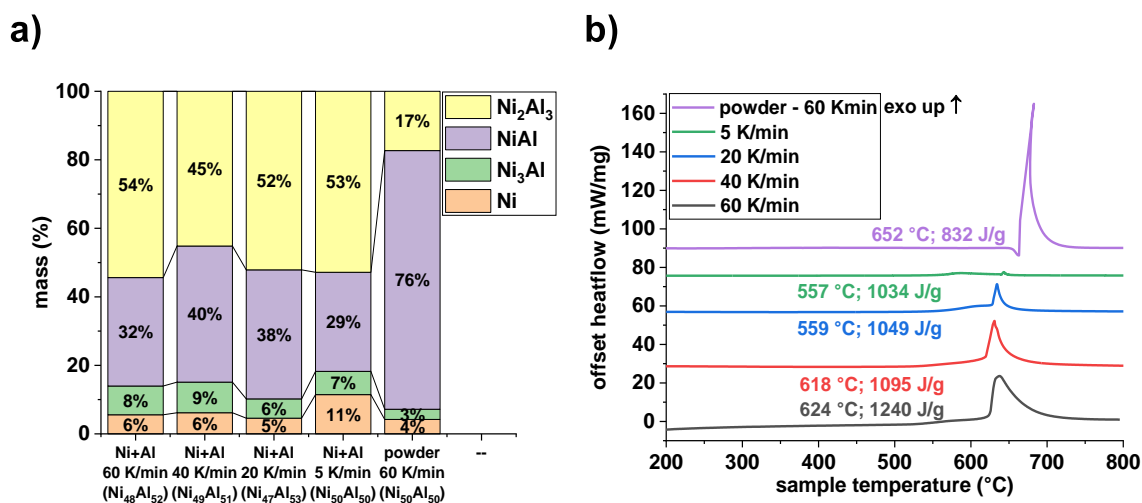 a)
b)
100
80
60
40
20
0
mass (%)
54%
32%
8%
6%
45%
40%
9%
6%
52%
38%
6%
5%
53%
29%
7%
11%
17%
76%
3%
4%
Ni₂Al₃
NiAl
Ni₃Al
Ni
Ni+Al
60 K/min
(Ni₄₈Al₅₂)
Ni+Al
40 K/min
(Ni₄₉Al₅₁)
Ni+Al
20 K/min
(Ni₄₇Al₅₃)
Ni+Al
5 K/min
(Ni₅₀Al₅₀)
powder
60 K/min
(Ni₅₀Al₅₀)
--
160
140
120
100
80
60
40
20
0
offset heatflow (mW/mg)
powder - 60 Kmin exo up ↑
5 K/min
20 K/min
40 K/min
60 K/min
652 °C; 832 J/g
557 °C; 1034 J/g
559 °C; 1049 J/g
618 °C; 1095 J/g
624 °C; 1240 J/g
200 300 400 500 600 700 800
sample temperature (°C)